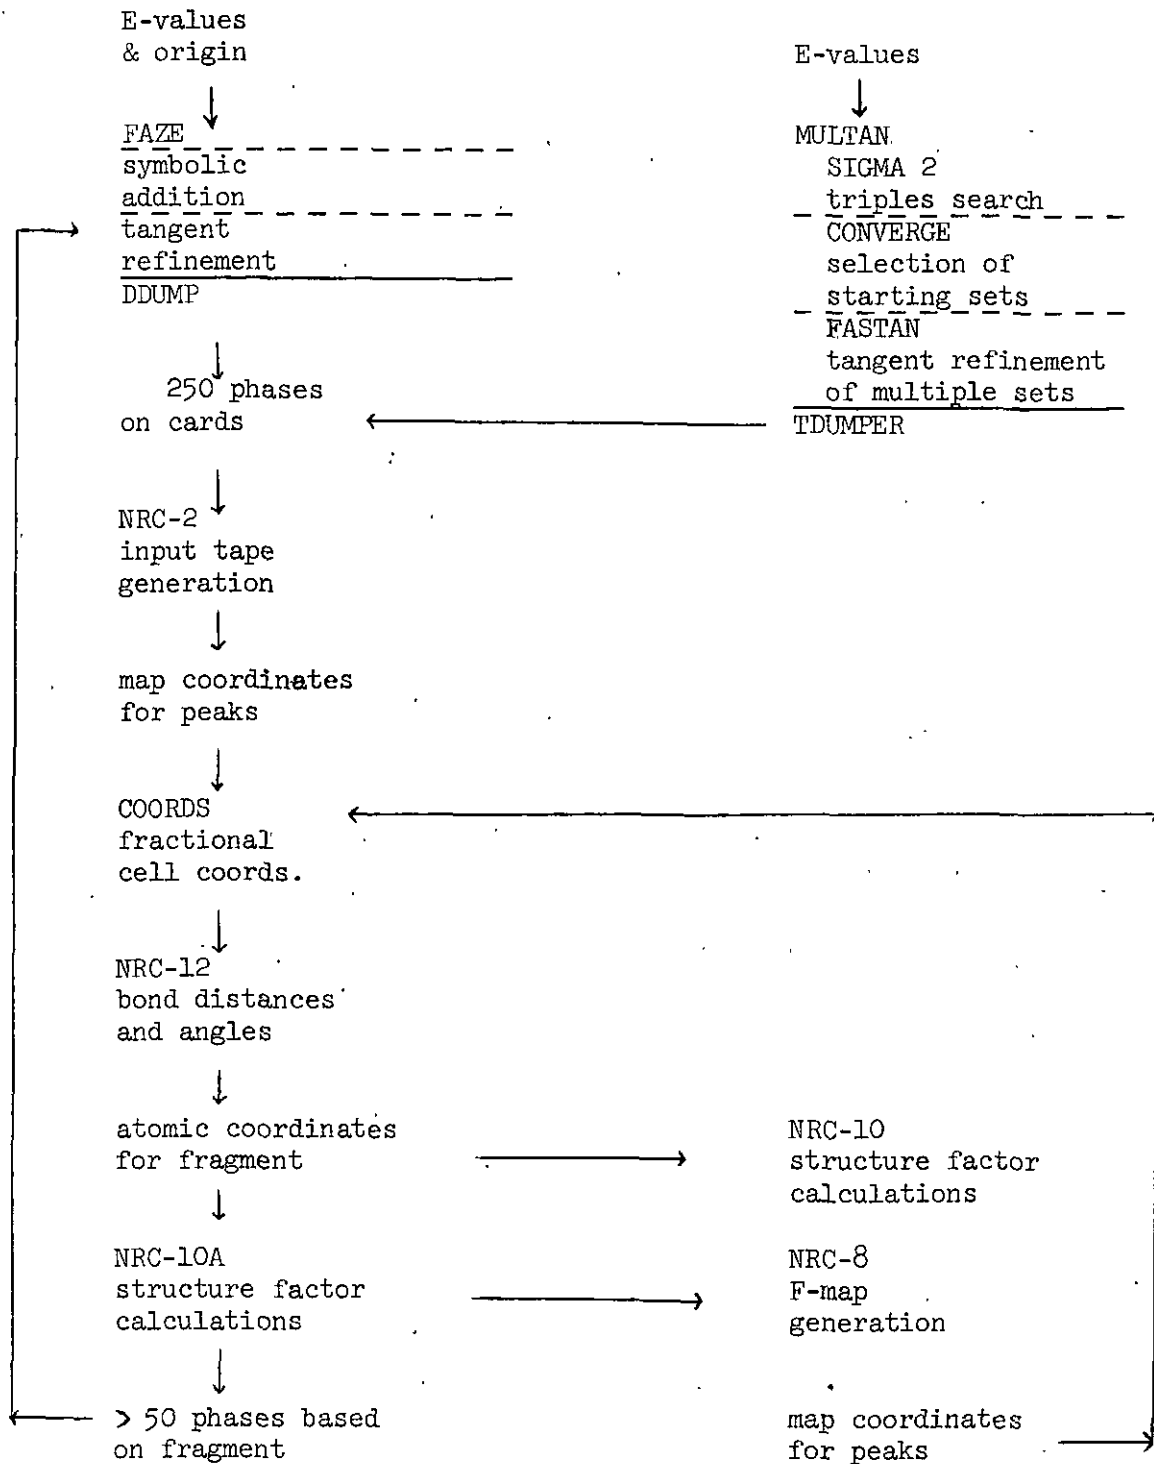 E-values
& origin
FAZE
symbolic
addition
tangent
refinement
DDUMP
250 phases
on cards
NRC-2
input tape
generation
map coordinates
for peaks
COORDS
fractional
cell coords.
NRC-12
bond distances
and angles
atomic coordinates
for fragment
NRC-10A
structure factor
calculations
> 50 phases based
on fragment
E-values
MULTAN
SIGMA 2
triples search
CONVERGE
selection of
starting sets
FASTAN
tangent refinement
of multiple sets
TDUMPER
NRC-10
structure factor
calculations
NRC-8
F-map
generation
map coordinates
for peaks